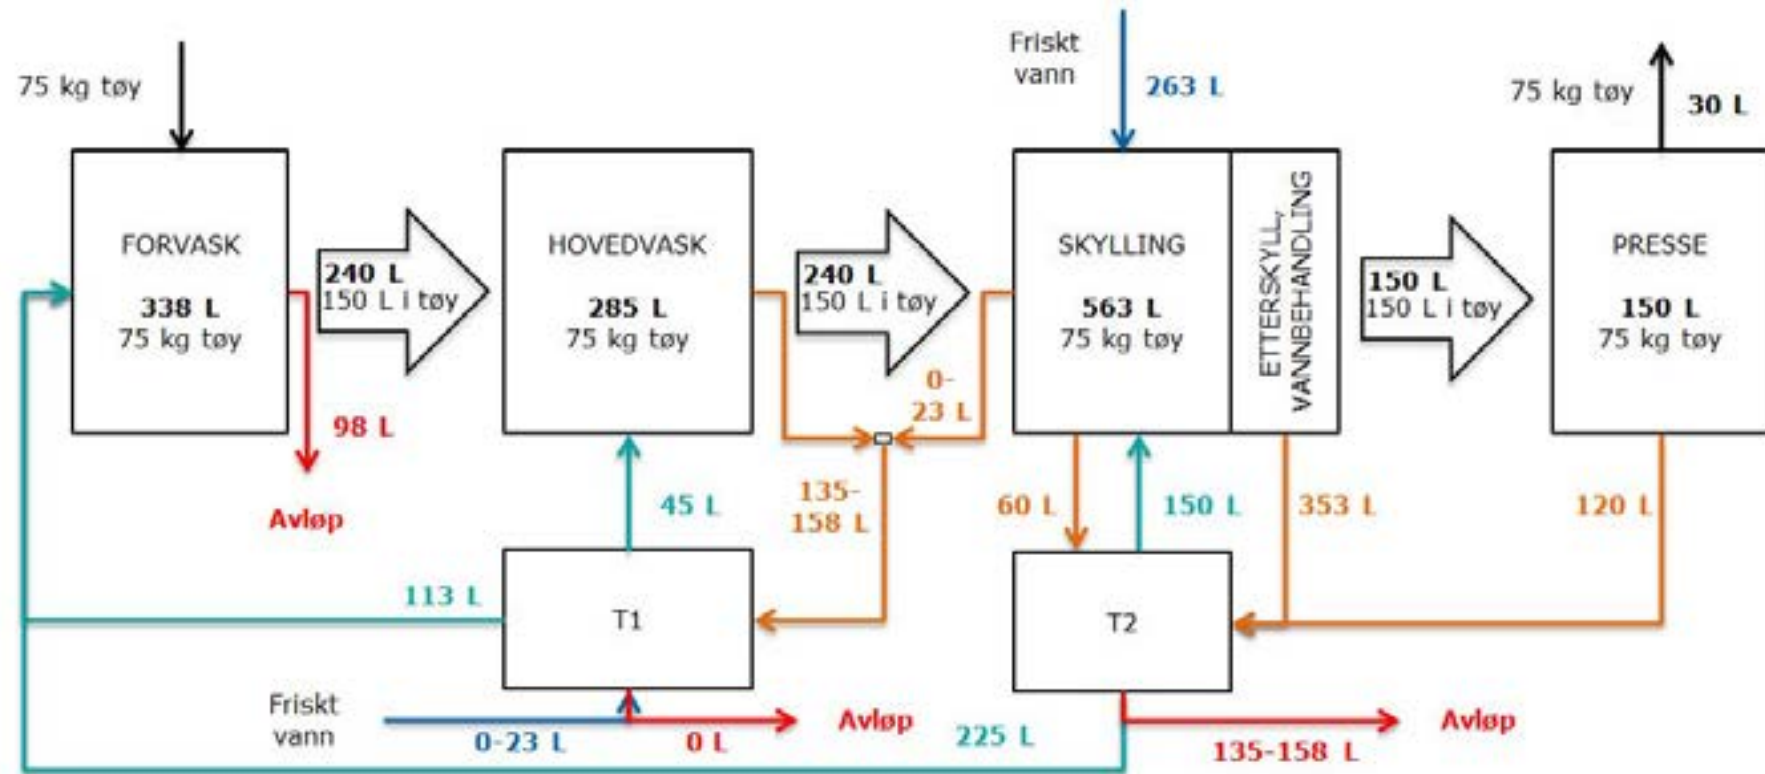 75 kg tøy
Friskt
vann
263 L
75 kg tøy
30 L
FORVASK
338 L
75 kg tøy
240 L
150 L i tøy
HOVEDVASK
285 L
75 kg tøy
240 L
150 L i tøy
SKYLLING
563 L
75 kg tøy
ETTERSKYLL,
VANNBEHANDLING
150 L
150 L i tøy
PRESSE
150 L
75 kg tøy
0-
23 L
98 L
Avløp
45 L
135-
158 L
60 L
150 L
353 L
120 L
113 L
T1
T2
Friskt
vann
0-23 L
0 L
Avløp
225 L
135-158 L
Avløp